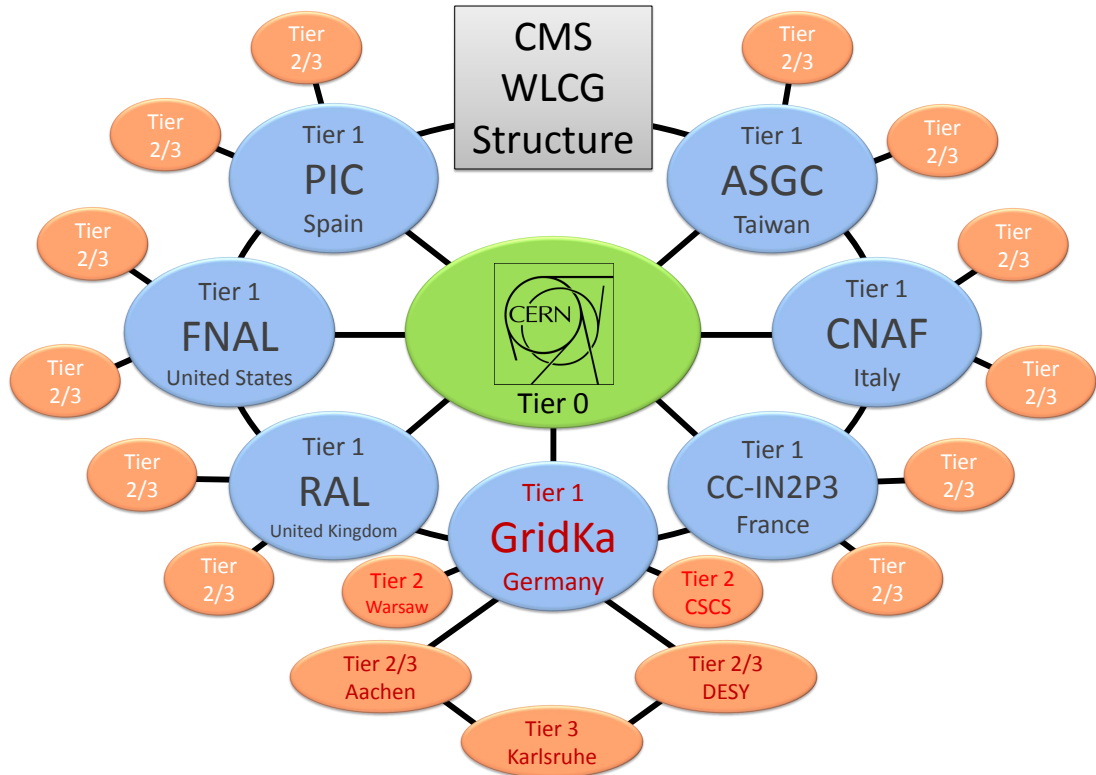 CMS
WLCG
Structure
Tier
2/3
Tier
2/3
Tier
2/3
Tier
2/3
Tier 1
PIC
Spain
Tier 1
ASGC
Taiwan
Tier
2/3
Tier
2/3
Tier 1
FNAL
United States
CERN
Tier 0
Tier 1
CNAF
Italy
Tier
2/3
Tier
2/3
Tier
2/3
Tier 1
RAL
United Kingdom
Tier 1
GridKa
Germany
Tier 1
CC-IN2P3
France
Tier
2/3
Tier
2/3
Tier 2
Warsaw
Tier 2
CSCS
Tier
2/3
Tier 2/3
Aachen
Tier 2/3
DESY
Tier 3
Karlsruhe